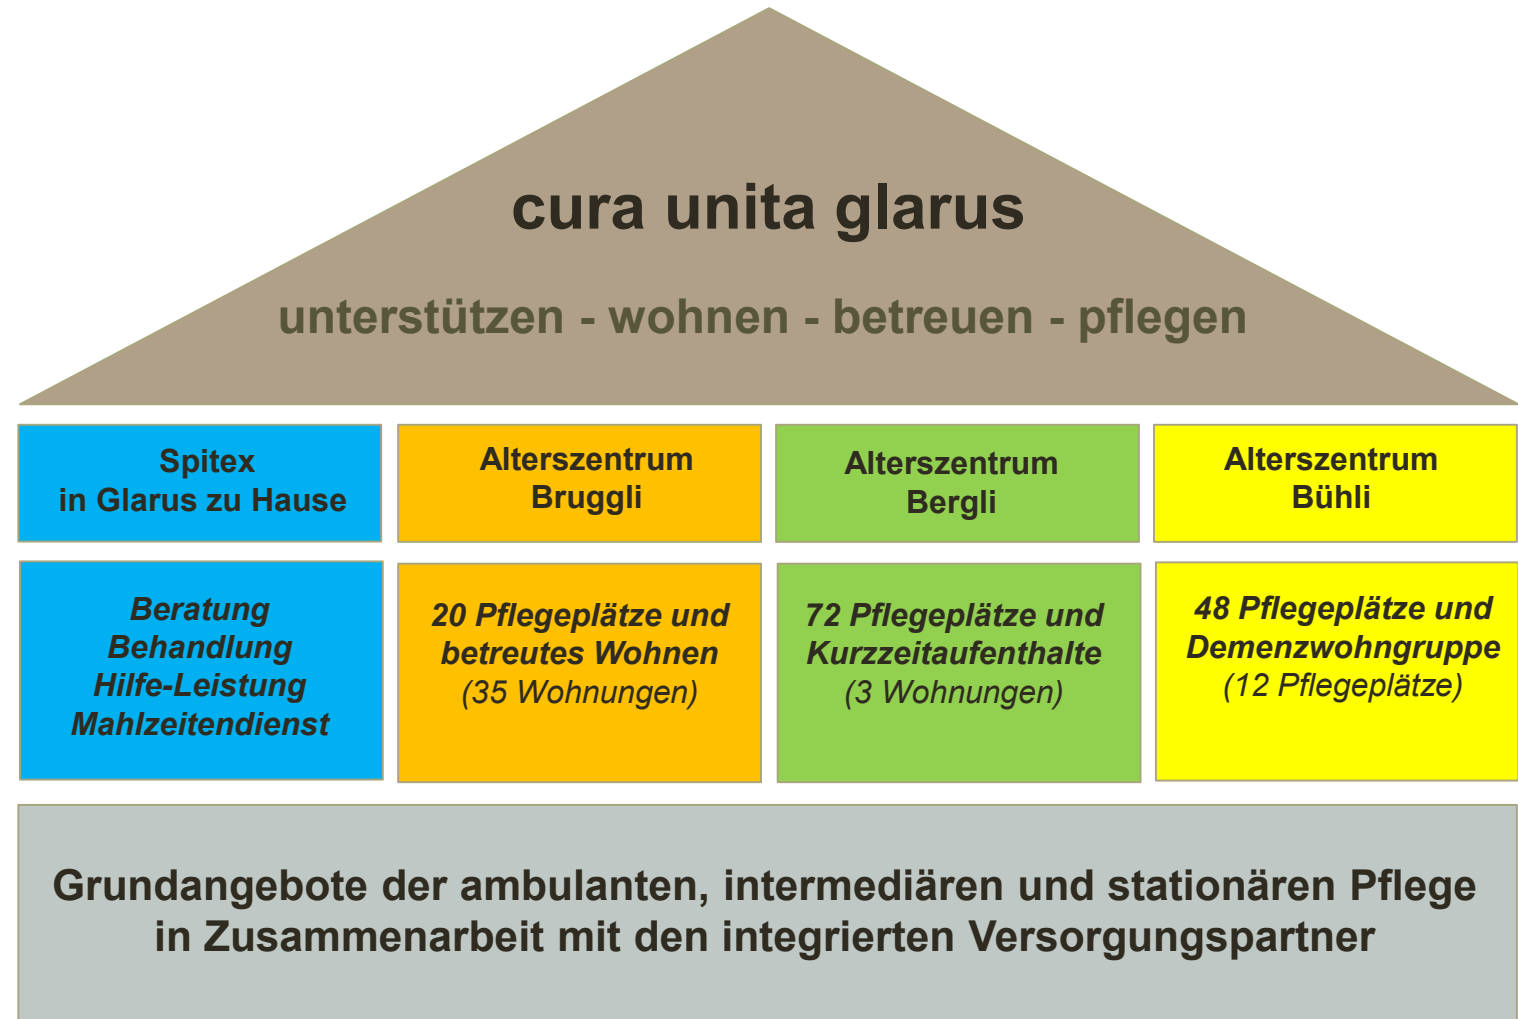 cura unita glarus
unterstützen - wohnen - betreuen - pflegen
Spitex
in Glarus zu Hause
Alterszentrum
Bruggli
Alterszentrum
Bergli
Alterszentrum
Bühli
Beratung
Behandlung
Hilfe-Leistung
Mahlzeitendienst
20 Pflegeplätze und
betreutes Wohnen
(35 Wohnungen)
72 Pflegeplätze und
Kurzzeitaufenthalte
(3 Wohnungen)
48 Pflegeplätze und
Demenzwohngruppe
(12 Pflegeplätze)
Grundangebote der ambulanten, intermediären und stationären Pflege
in Zusammenarbeit mit den integrierten Versorgungspartner